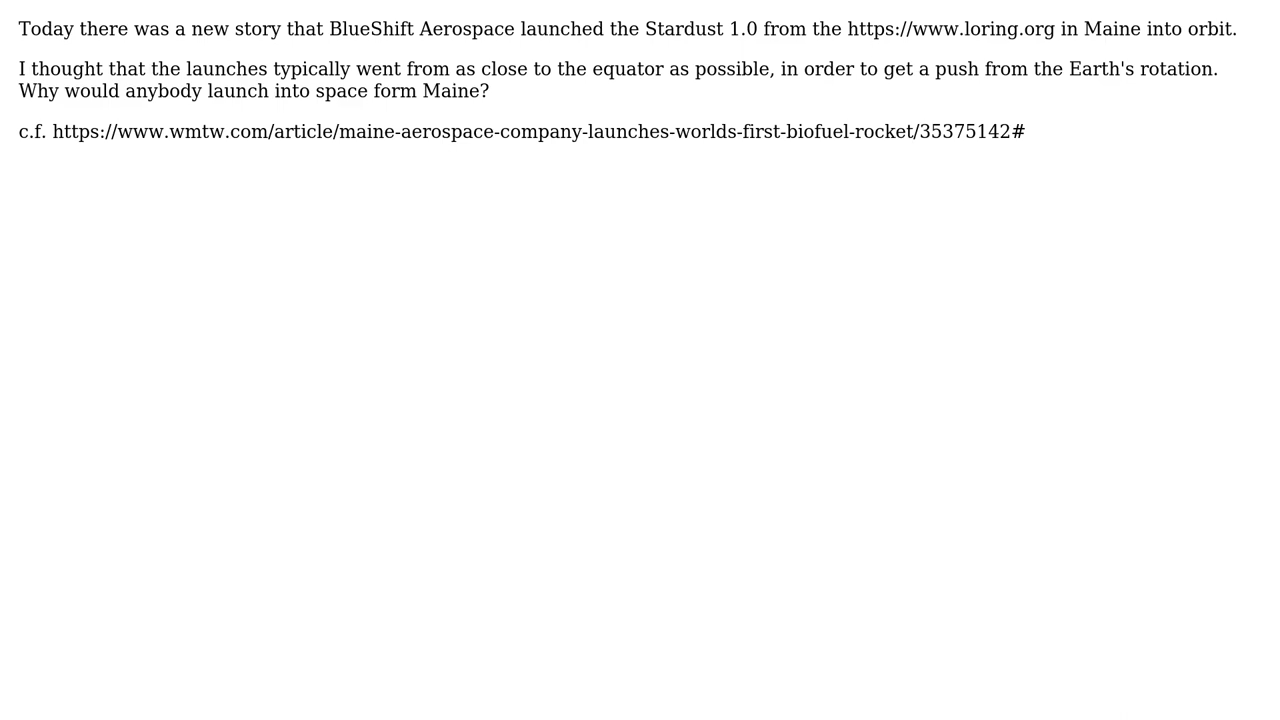 Today there was a new story that BlueShift Aerospace launched the Stardust 1.0 from the https://www.loring.org in Maine into orbit.
I thought that the launches typically went from as close to the equator as possible, in order to get a push from the Earth's rotation.
Why would anybody launch into space form Maine?
c.f. https://www.wmtw.com/article/maine-aerospace-company-launches-worlds-first-biofuel-rocket/35375142#